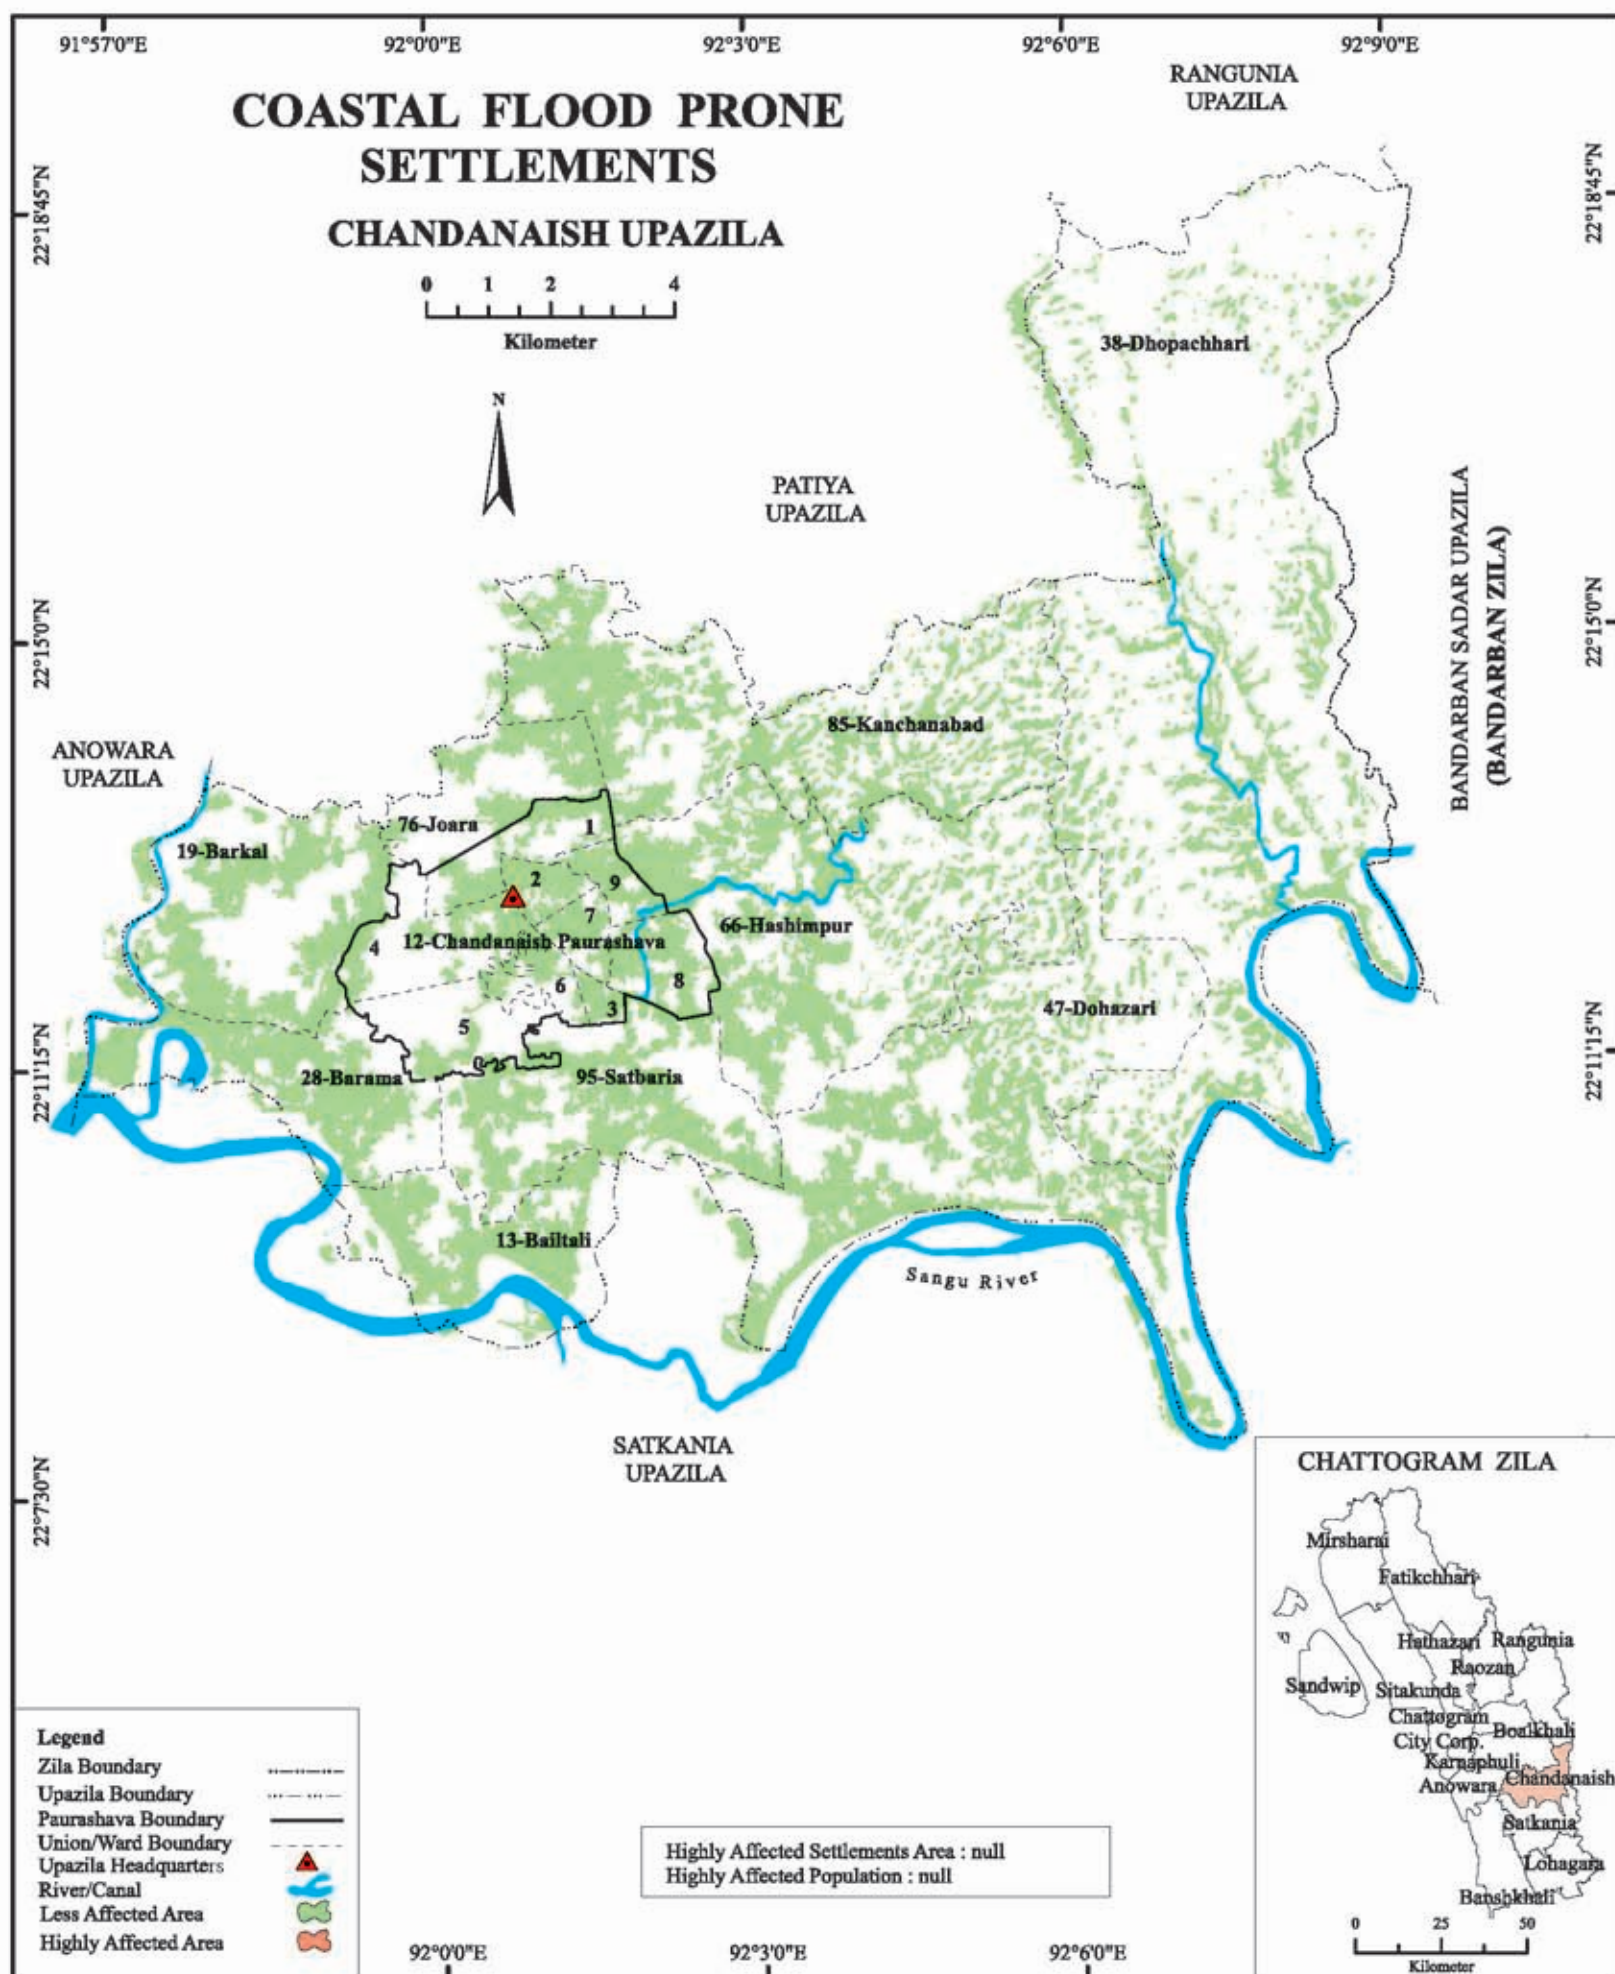 91°57'0"E
92°0'0"E
92°3'0"E
92°6'0"E
92°9'0"E
COASTAL FLOOD PRONE
SETTLEMENTS
CHANDANAISH UPAZILA
0 1 2 4
Kilometer
N
RANGUNIA
UPAZILA
22°18'45"N
22°18'45"N
38-Dhopachhari
PATIYA
UPAZILA
BANDARBAN SADAR UPAZILA
(BANDARBAN ZILA)
22°15'0"N
22°15'0"N
85-Kanchanabad
ANOWARA
UPAZILA
76-Joara
1
19-Barkal
2
9
7
66-Hashimpur
4
12-Chandanaish Paurashava
8
6
3
47-Dohazari
5
28-Barama
95-Satbaria
22°11'15"N
22°11'15"N
13-Bailtali
Sangu River
SATKANIA
UPAZILA
22°7'30"N
CHATTOGRAM ZILA
Mirsharai
Fatikchhari
Hathazari
Rangunia
Raozan
Sandwip
Sitakunda
Chattogram
City Corp.
Boalkhali
Karnaphuli
Anowara
Chandanaish
Satkania
Lohagara
Banshkhali
0 25 50
Kilometer
Legend
Zila Boundary
Upazila Boundary
Paurashava Boundary
Union/Ward Boundary
Upazila Headquarters
River/Canal
Less Affected Area
Highly Affected Area
Highly Affected Settlements Area : null
Highly Affected Population : null
92°0'0"E
92°3'0"E
92°6'0"E